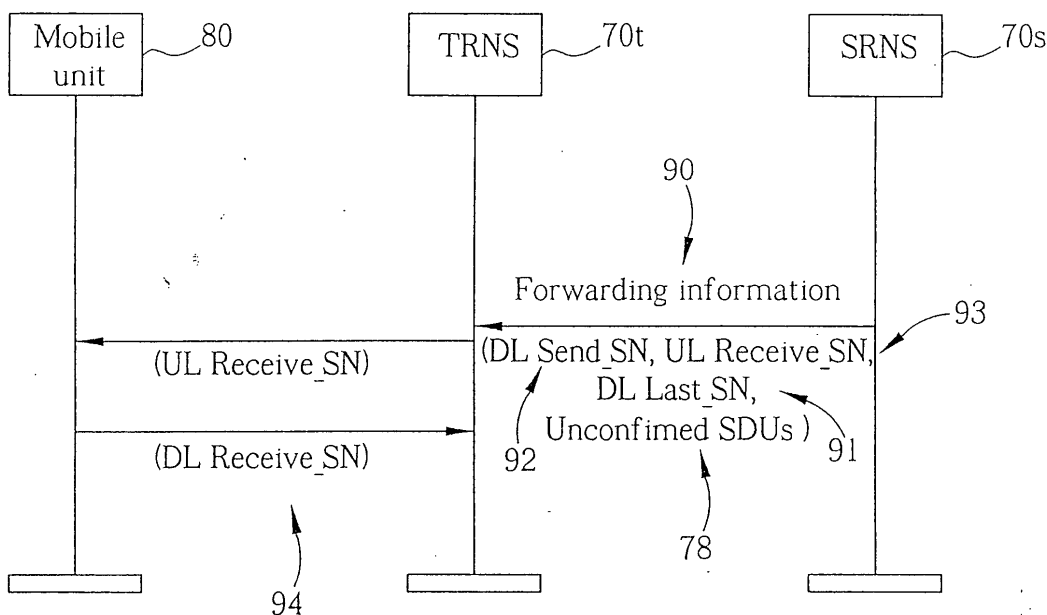 Mobile unit
80
TRNS
70t
SRNS
70s
90
Forwarding information
93
(UL Receive_SN)
(DL Send_SN, UL Receive_SN,
DL Last_SN,
Unconfimed SDUs )
91
92
(DL Receive_SN)
78
94